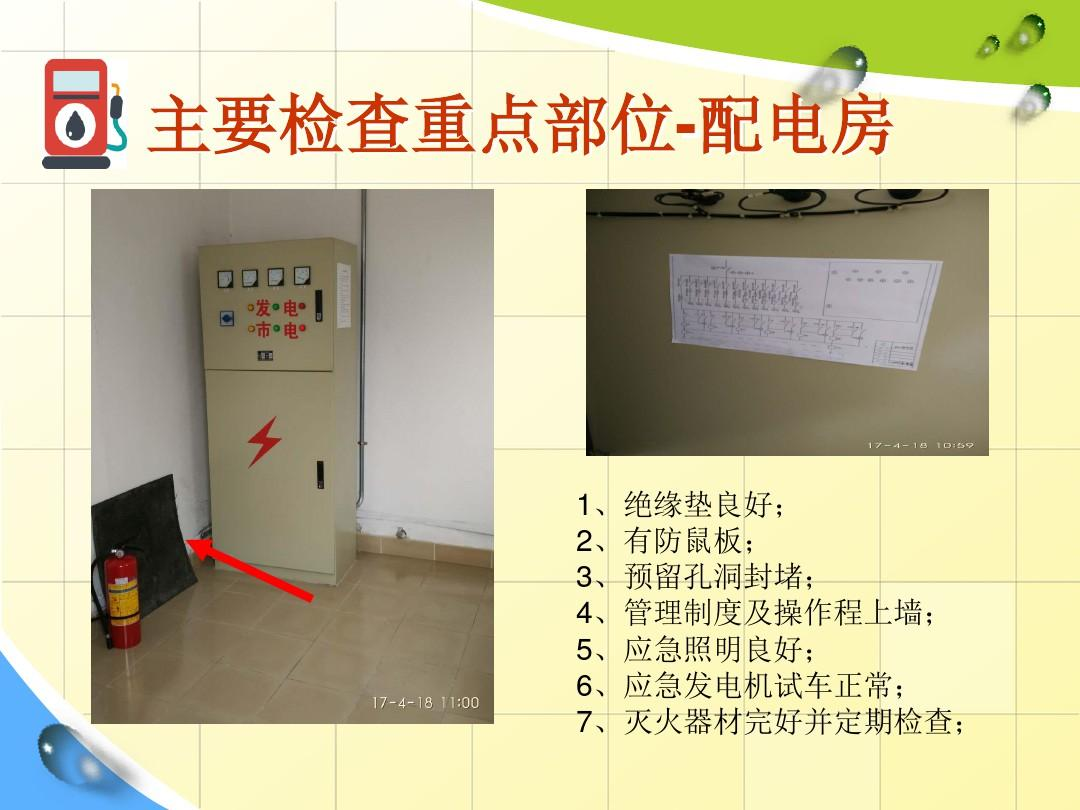 主要检查重点部位-配电房
发电
市电
17-4-18 11:00
17-4-18 10:59
1、绝缘垫良好；
2、有防鼠板；
3、预留孔洞封堵；
4、管理制度及操作程上墙；
5、应急照明良好；
6、应急发电机试车正常；
7、灭火器材完好并定期检查；